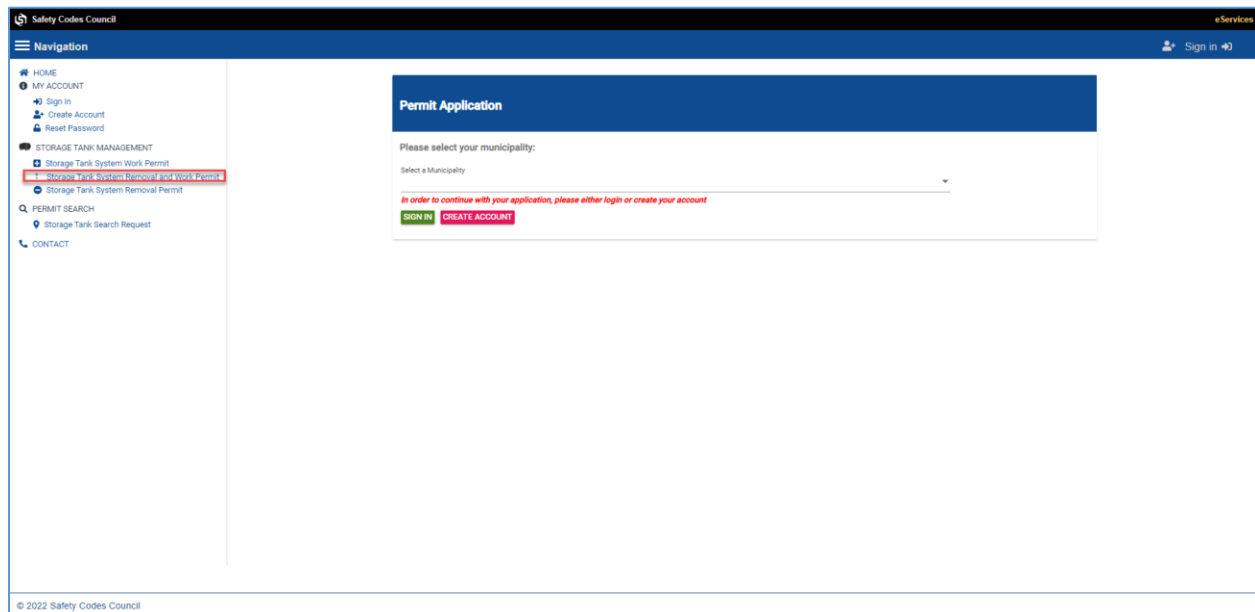 Safety Codes Council
eServices
Navigation
Sign in
HOME
MY ACCOUNT
Sign In
Create Account
Reset Password
STORAGE TANK MANAGEMENT
Storage Tank System Work Permit
Storage Tank System Removal and Work Permit
Storage Tank System Removal Permit
PERMIT SEARCH
Storage Tank Search Request
CONTACT
Permit Application
Please select your municipality:
Select a Municipality
In order to continue with your application, please either login or create your account
SIGN IN CREATE ACCOUNT
© 2022 Safety Codes Council